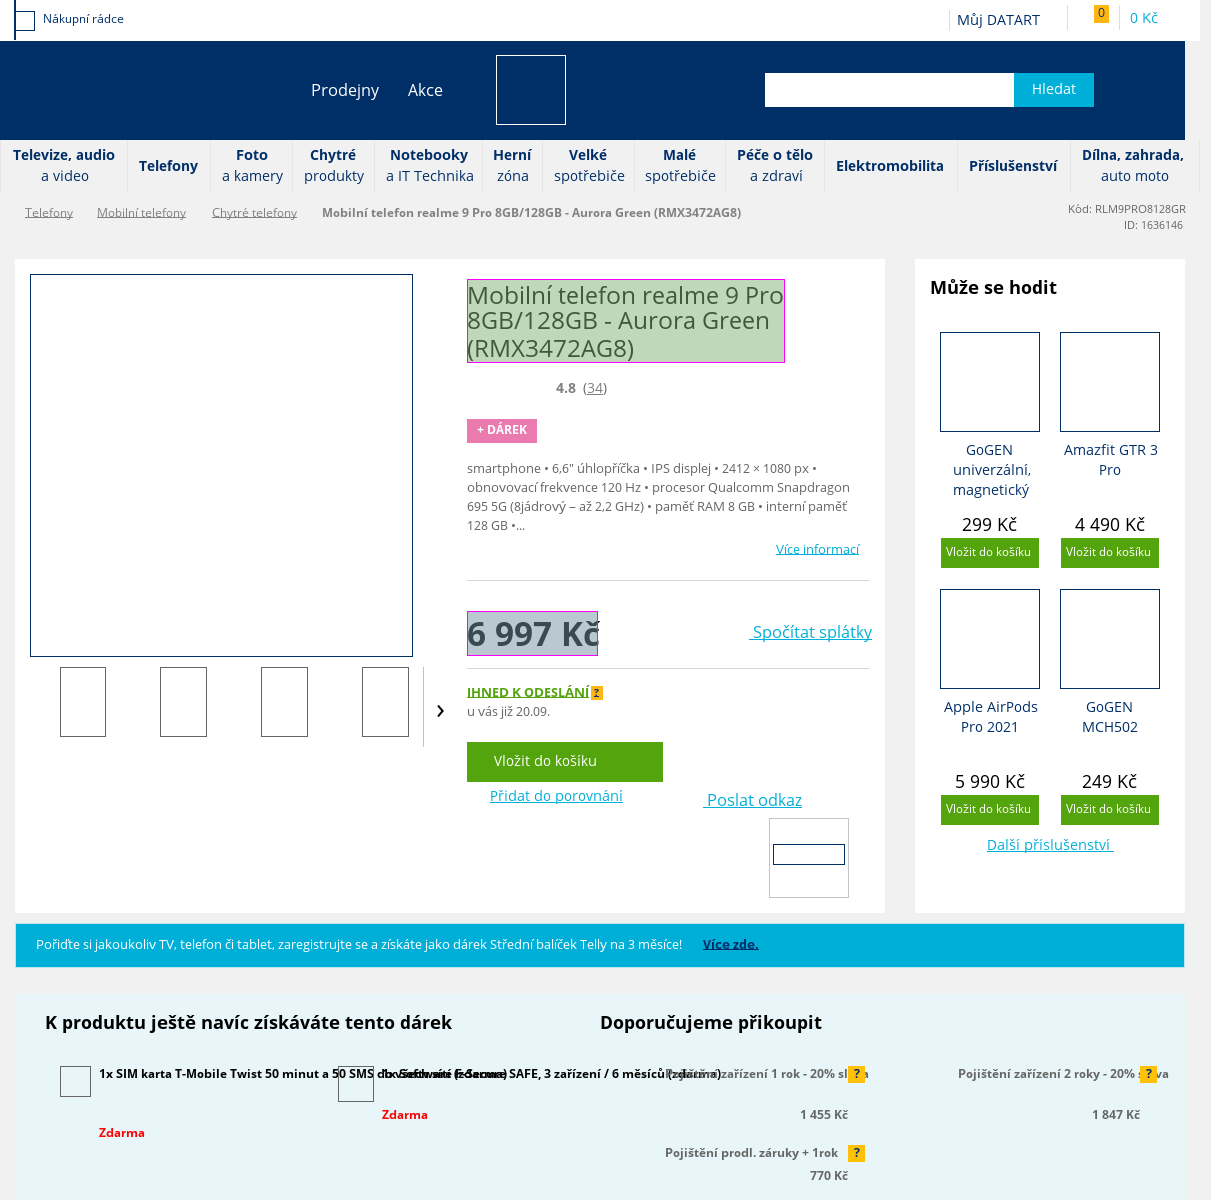 Nákupní rádce
Můj DATART
0
0 Kč
Prodejny
Akce
Hledat
Televize, audio
a video
Telefony
Foto
a kamery
Chytré
produkty
Notebooky
a IT Technika
Herní
zóna
Velké
spotřebiče
Malé
spotřebiče
Péče o tělo
a zdraví
Elektromobilita
Příslušenství
Dílna, zahrada,
auto moto
Telefony
Mobilní telefony
Chytré telefony
Mobilní telefon realme 9 Pro 8GB/128GB - Aurora Green (RMX3472AG8)
Kód: RLM9PRO8128GR
ID: 1636146
Mobilní telefon realme 9 Pro
8GB/128GB - Aurora Green
(RMX3472AG8)
4.8 (34)
+ DÁREK
smartphone • 6,6" úhlopříčka • IPS displej • 2412 × 1080 px •
obnovovací frekvence 120 Hz • procesor Qualcomm Snapdragon
695 5G (8jádrový – až 2,2 GHz) • paměť RAM 8 GB • interní paměť
128 GB •...
Více informací
6 997 Kč
Spočítat splátky
IHNED K ODESLÁNÍ ?
u vás již 20.09.
Vložit do košíku
Přidat do porovnání
Poslat odkaz
Může se hodit
GoGEN
univerzální,
magnetický
299 Kč
Vložit do košíku
Amazfit GTR 3
Pro
4 490 Kč
Vložit do košíku
Apple AirPods
Pro 2021
5 990 Kč
Vložit do košíku
GoGEN
MCH502
249 Kč
Vložit do košíku
Další příslušenství
Pořiďte si jakoukoliv TV, telefon či tablet, zaregistrujte se a získáte jako dárek Střední balíček Telly na 3 měsíce!
Více zde.
K produktu ještě navíc získáváte tento dárek
1x SIM karta T-Mobile Twist 50 minut a 50 SMS do všech sítí (zdarma)
Zdarma
1x Software F-Secure SAFE, 3 zařízení / 6 měsíců (zdarma)
Zdarma
Doporučujeme přikoupit
Pojištění zařízení 1 rok - 20% sleva
?
1 455 Kč
Pojištění zařízení 2 roky - 20% sleva
?
1 847 Kč
Pojištění prodl. záruky + 1rok
?
770 Kč